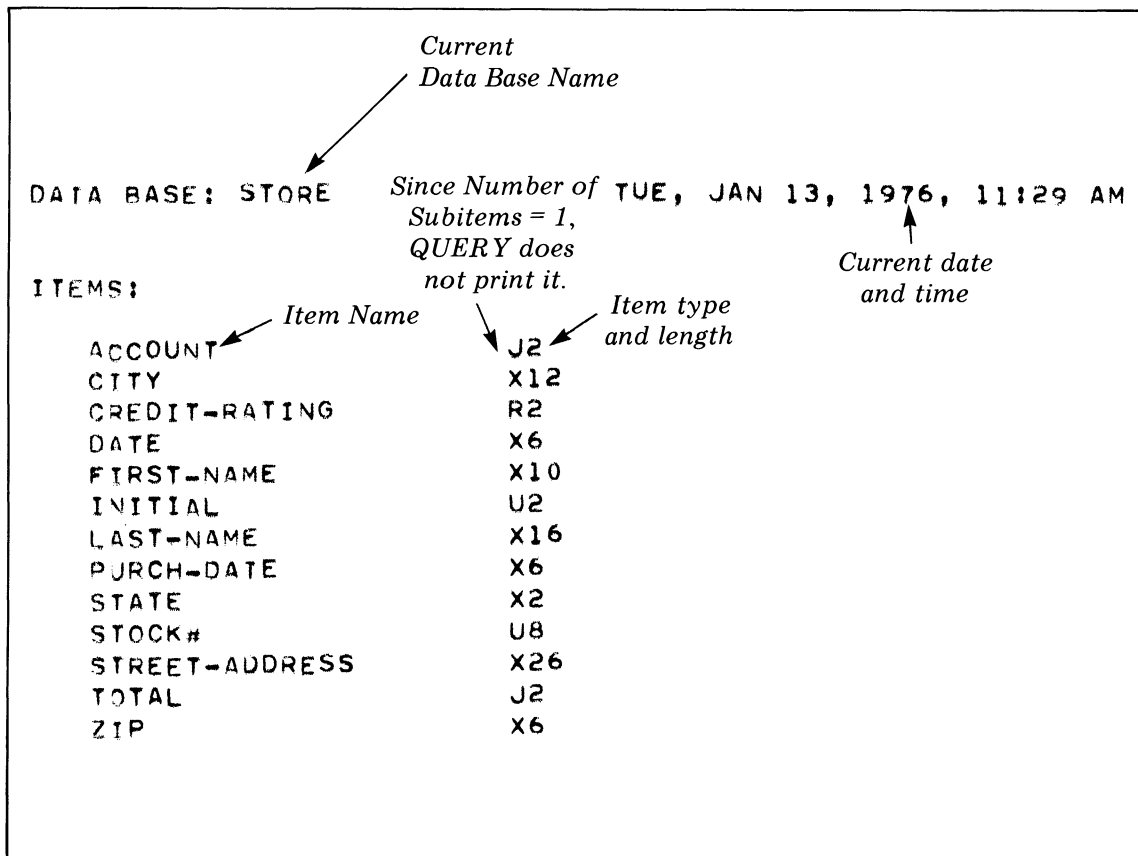 Current
Data Base Name
DATA BASE: STORE
Since Number of
Subitems = 1,
QUERY does
not print it.
TUE, JAN 13, 1976, 11:29 AM
Current date
and time
ITEMS:
Item Name
Item type
and length
ACCOUNT J2
CITY X12
CREDIT-RATING R2
DATE X6
FIRST-NAME X10
INITIAL U2
LAST-NAME X16
PURCH-DATE X6
STATE X2
STOCK# U8
STREET-ADDRESS X26
TOTAL J2
ZIP X6